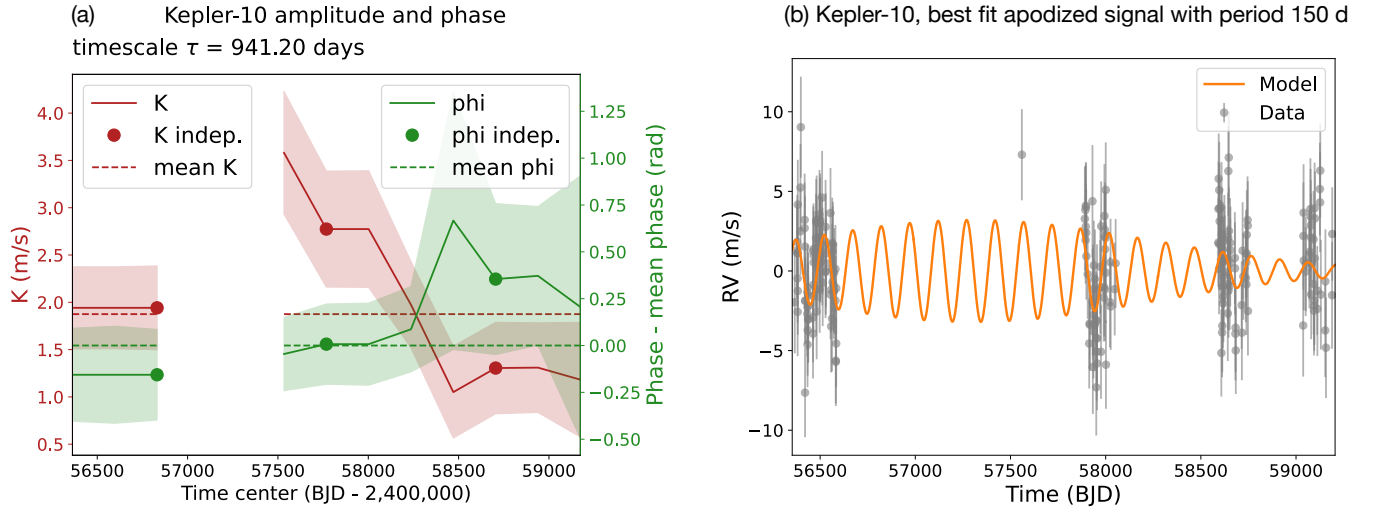 (a)
Kepler-10 amplitude and phase
timescale τ = 941.20 days
K
K indep.
mean K
phi
phi indep.
mean phi
K (m/s)
4.0
3.5
3.0
2.5
2.0
1.5
1.0
0.5
1.25
1.00
0.75
0.50
0.25
0.00
−0.25
−0.50
Phase - mean phase (rad)
56500 57000 57500 58000 58500 59000
Time center (BJD - 2,400,000)
(b) Kepler-10, best fit apodized signal with period 150 d
Model
Data
RV (m/s)
10
5
0
−5
−10
56500 57000 57500 58000 58500 59000
Time (BJD)